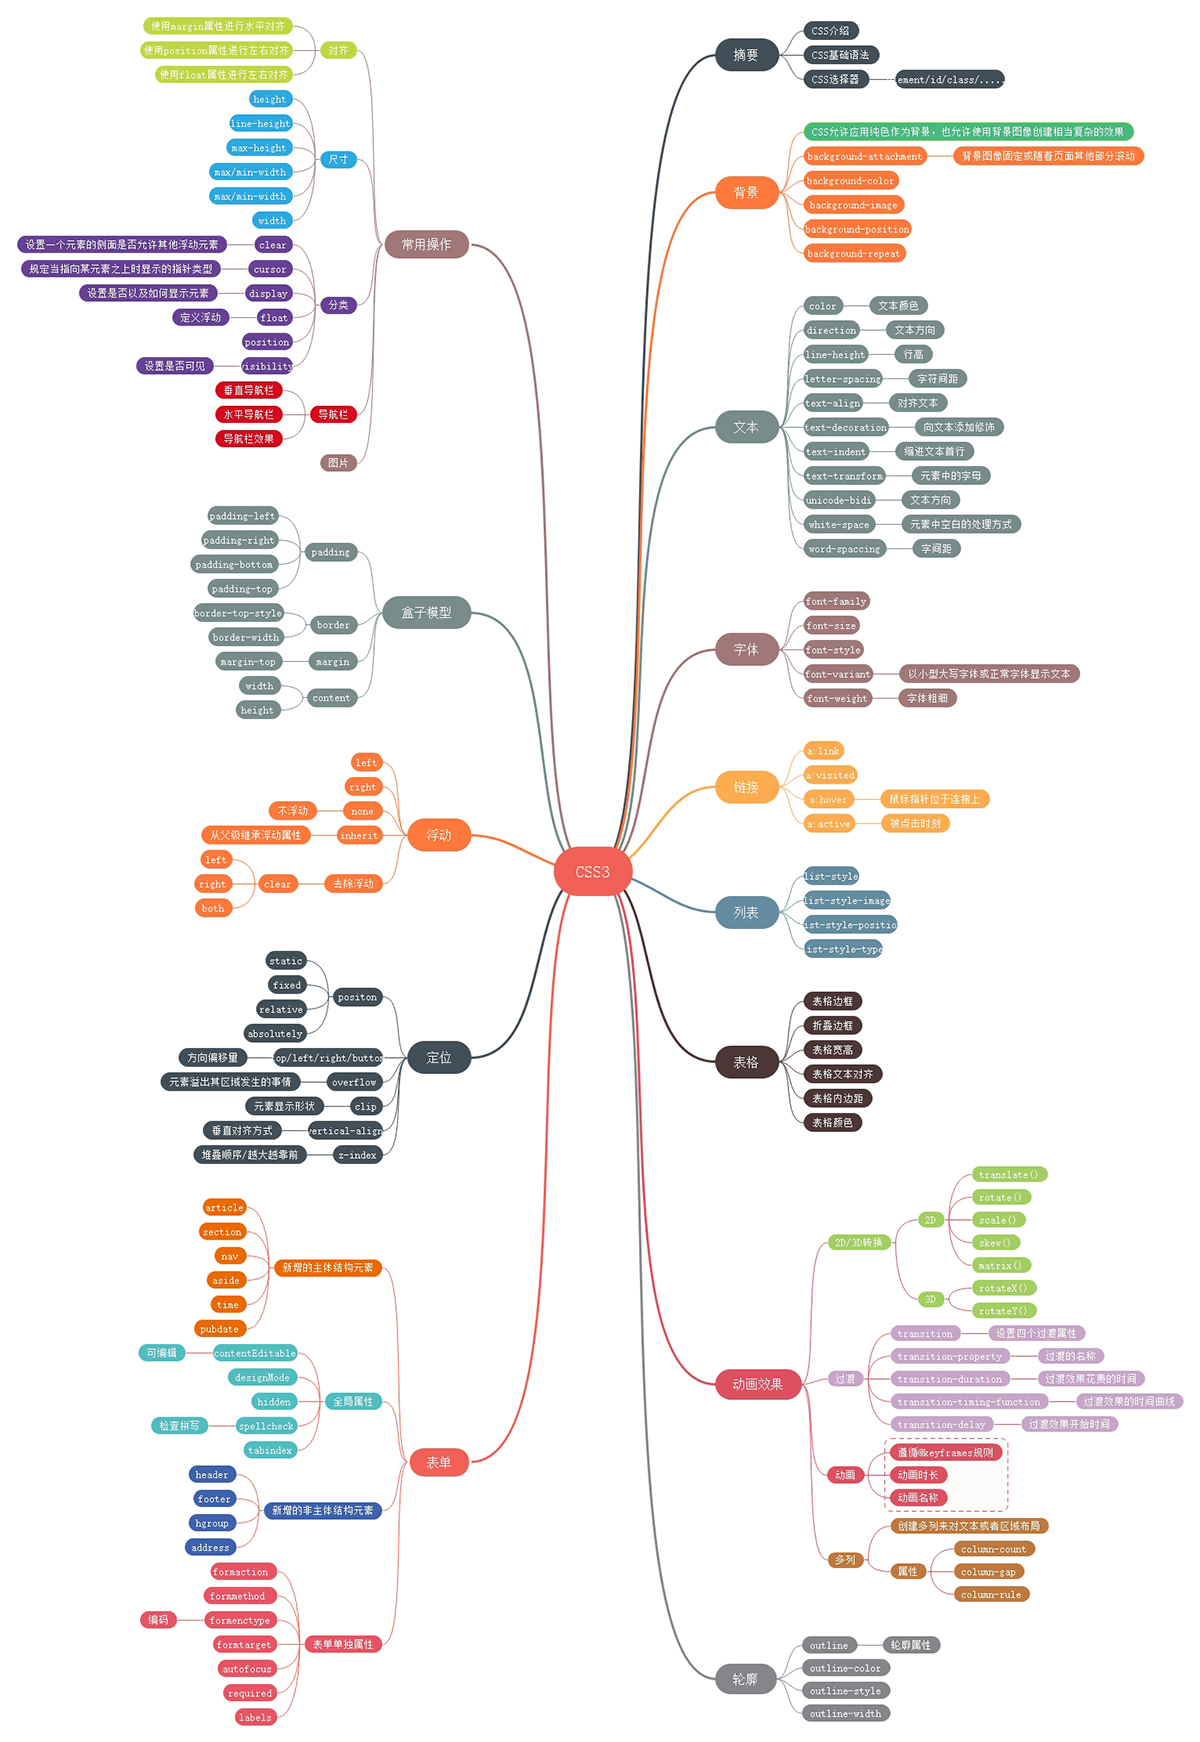 CSS3
摘要
CSS介绍
CSS基础语法
CSS选择器
ement/id/class/.....
背景
CSS允许应用纯色作为背景，也允许使用背景图像创建相当复杂的效果
background-attachment
背景图像固定或随着页面其他部分滚动
background-color
background-image
background-position
background-repeat
文本
color
文本颜色
direction
文本方向
line-height
行高
letter-spacing
字符间距
text-align
对齐文本
text-decoration
向文本添加修饰
text-indent
缩进文本首行
text-transform
元素中的字母
unicode-bidi
文本方向
white-space
元素中空白的处理方式
word-spaccing
字间距
字体
font-family
font-size
font-style
font-variant
以小型大写字体或正常字体显示文本
font-weight
字体粗细
链接
a:link
a:visited
a:hover
鼠标指针位于连接上
a:active
被点击时刻
列表
list-style
list-style-image
ist-style-positio
ist-style-type
表格
表格边框
折叠边框
表格宽高
表格文本对齐
表格内边距
表格颜色
动画效果
2D/3D转换
2D
translate()
rotate()
scale()
skew()
matrix()
3D
rotateX()
rotateY()
过渡
transition
设置四个过渡属性
transition-property
过渡的名称
transition-duration
过渡效果花费的时间
transition-timing-function
过渡效果的时间曲线
transition-delay
过渡效果开始时间
动画
遵循@keyframes规则
动画时长
动画名称
多列
创建多列来对文本或者区域布局
属性
column-count
column-gap
column-rule
轮廓
outline
轮廓属性
outline-color
outline-style
outline-width
常用操作
对齐
使用margin属性进行水平对齐
使用position属性进行左右对齐
使用float属性进行左右对齐
尺寸
height
line-height
max-height
max/min-width
max/min-width
width
分类
clear
设置一个元素的侧面是否允许其他浮动元素
cursor
规定当指向某元素之上时显示的指针类型
display
设置是否以及如何显示元素
float
定义浮动
position
visibility
设置是否可见
导航栏
垂直导航栏
水平导航栏
导航栏效果
图片
盒子模型
padding
padding-left
padding-right
padding-bottom
padding-top
border
border-top-style
border-width
margin
margin-top
content
width
height
浮动
left
right
none
不浮动
inherit
从父级继承浮动属性
去除浮动
clear
left
right
both
定位
positon
static
fixed
relative
absolutely
op/left/right/button
方向偏移量
overflow
元素溢出其区域发生的事情
clip
元素显示形状
vertical-align
垂直对齐方式
z-index
堆叠顺序/越大越靠前
表单
新增的主体结构元素
article
section
nav
aside
time
pubdate
全局属性
contentEditable
可编辑
designMode
hidden
spellcheck
检查拼写
tabindex
新增的非主体结构元素
header
footer
hgroup
address
表单单独属性
formaction
formmethod
formenctype
编码
formtarget
autofocus
required
labels